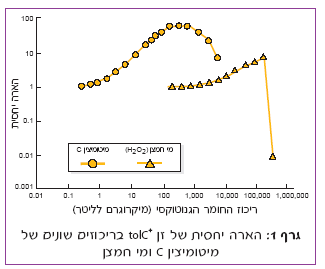 100
10
1
0.1
0.01
0.001
הארה יחסית
מיטומיצין C
מי חמצן (H₂O₂)
0.01 0.1 1 10 100 1,000 10,000 100,000 1,000,000
ריכוז החומר הגנוטוקסי (מיקרוגרם לליטר)
גרף 1: הארה יחסית של זן tolC⁺ בריכוזים שונים של
מיטומיצין C ומי חמצן